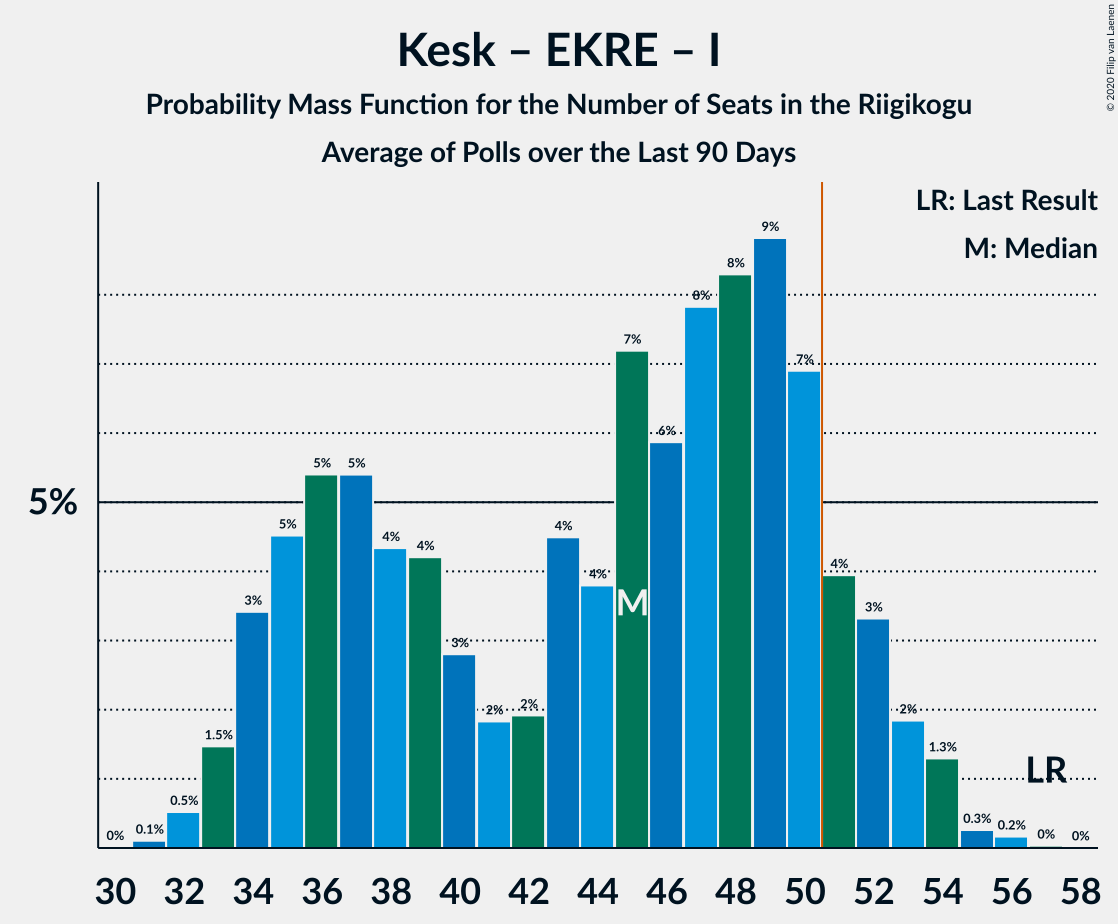 © 2020 Filip van Laenen
Kesk – EKRE – I
Probability Mass Function for the Number of Seats in the Riigikogu
Average of Polls over the Last 90 Days
LR: Last Result
M: Median
5%
0% 0.1% 0.5% 1.5% 3% 5% 5% 5% 4% 4% 3% 2% 2% 4% 4% 7% 6% 8% 8% 9% 7% 4% 3% 2% 1.3% 0.3% 0.2% 0% 0%
M
LR
30 32 34 36 38 40 42 44 46 48 50 52 54 56 58